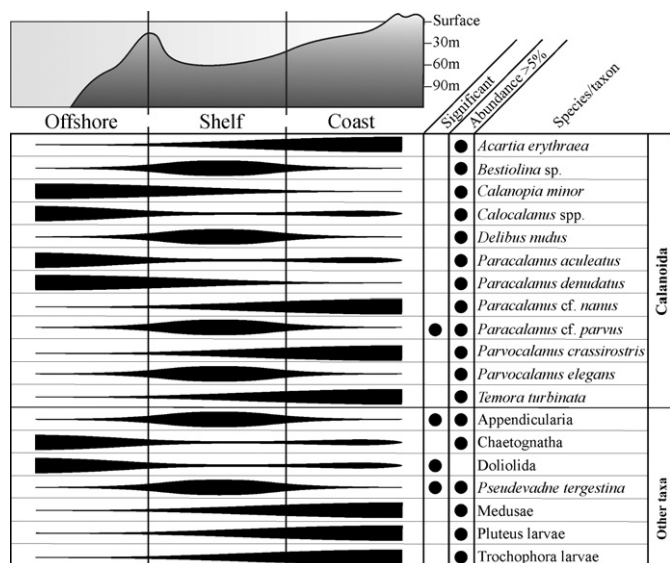 Surface
30m
60m
90m
Significant
Abundance >5%
Species/taxon
Offshore Shelf Coast
Acartia erythraea
Bestiolina sp.
Calanopia minor
Calocalanus spp.
Delibus nudus
Paracalanus aculeatus
Paracalanus denudatus
Paracalanus cf. nanus
Paracalanus cf. parvus
Parvocalanus crassirostris
Parvocalanus elegans
Temora turbinata
Calanoida
Appendicularia
Chaetognatha
Doliolida
Pseudevadne tergestina
Medusae
Pluteus larvae
Trochophora larvae
Other taxa